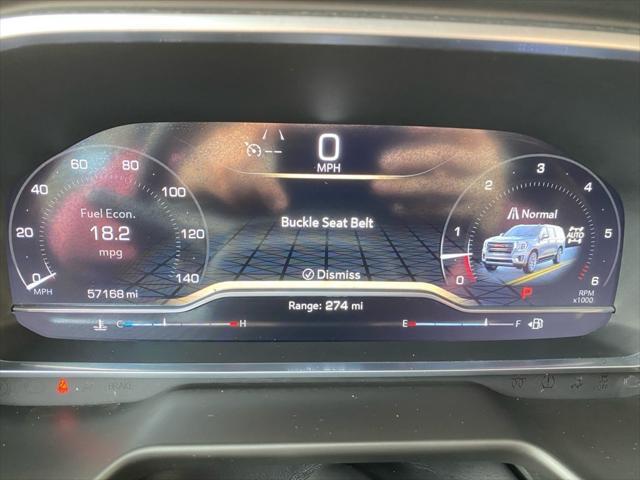 0
MPH
--
60 80
40 100
20 120
0 140
MPH
Fuel Econ.
18.2
mpg
57168 mi
Buckle Seat Belt
Dismiss
Range: 274 mi
3
2 4
1 5
0 6
Normal
AUTO
P
RPM
x1000
C H
E F
BRAKE